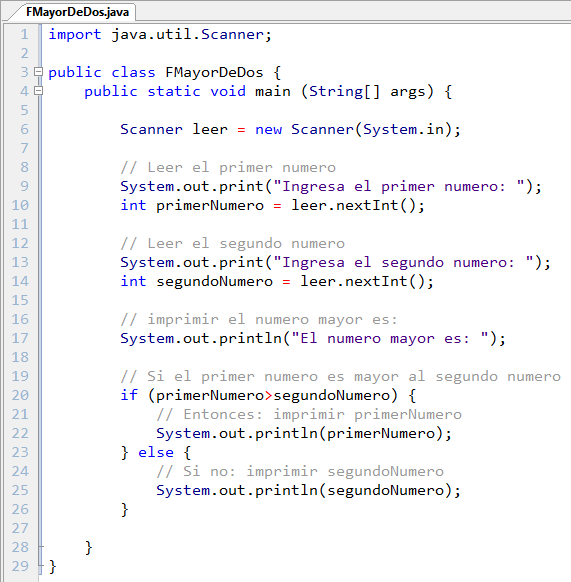 FMayorDeDos.java
1 import java.util.Scanner;
2
3 public class FMayorDeDos {
4     public static void main (String[] args) {
5
6         Scanner leer = new Scanner(System.in);
7
8         // Leer el primer numero
9         System.out.print("Ingresa el primer numero: ");
10         int primerNumero = leer.nextInt();
11
12         // Leer el segundo numero
13         System.out.print("Ingresa el segundo numero: ");
14         int segundoNumero = leer.nextInt();
15
16         // imprimir el numero mayor es:
17         System.out.println("El numero mayor es: ");
18
19         // Si el primer numero es mayor al segundo numero
20         if (primerNumero>segundoNumero) {
21             // Entonces: imprimir primerNumero
22             System.out.println(primerNumero);
23         } else {
24             // Si no: imprimir segundoNumero
25             System.out.println(segundoNumero);
26         }
27
28     }
29 }